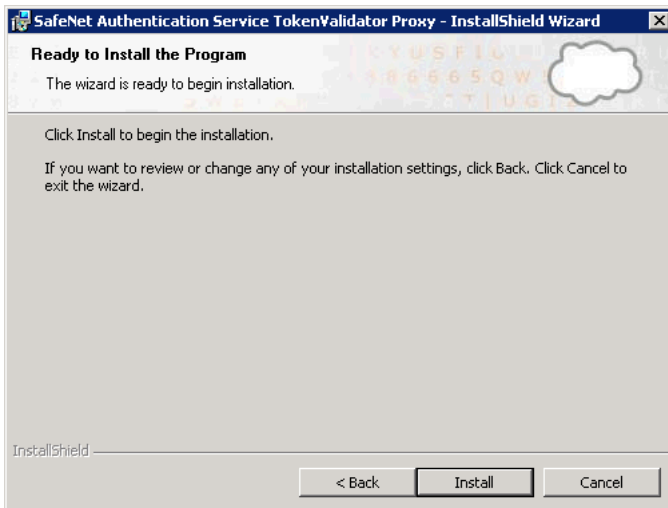 SafeNet Authentication Service TokenValidator Proxy - InstallShield Wizard
Ready to Install the Program
The wizard is ready to begin installation.
Click Install to begin the installation.
If you want to review or change any of your installation settings, click Back. Click Cancel to
exit the wizard.
InstallShield
< Back
Install
Cancel